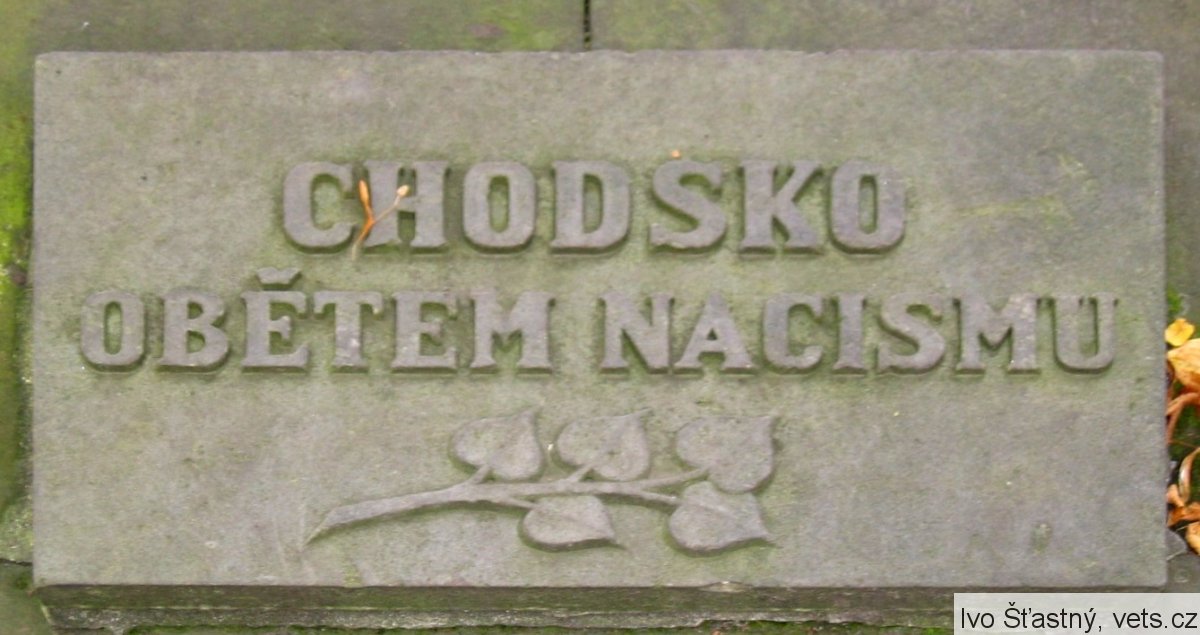 CHODSKO
OBĚTEM NACISMU
Ivo Šťastný, vets.cz